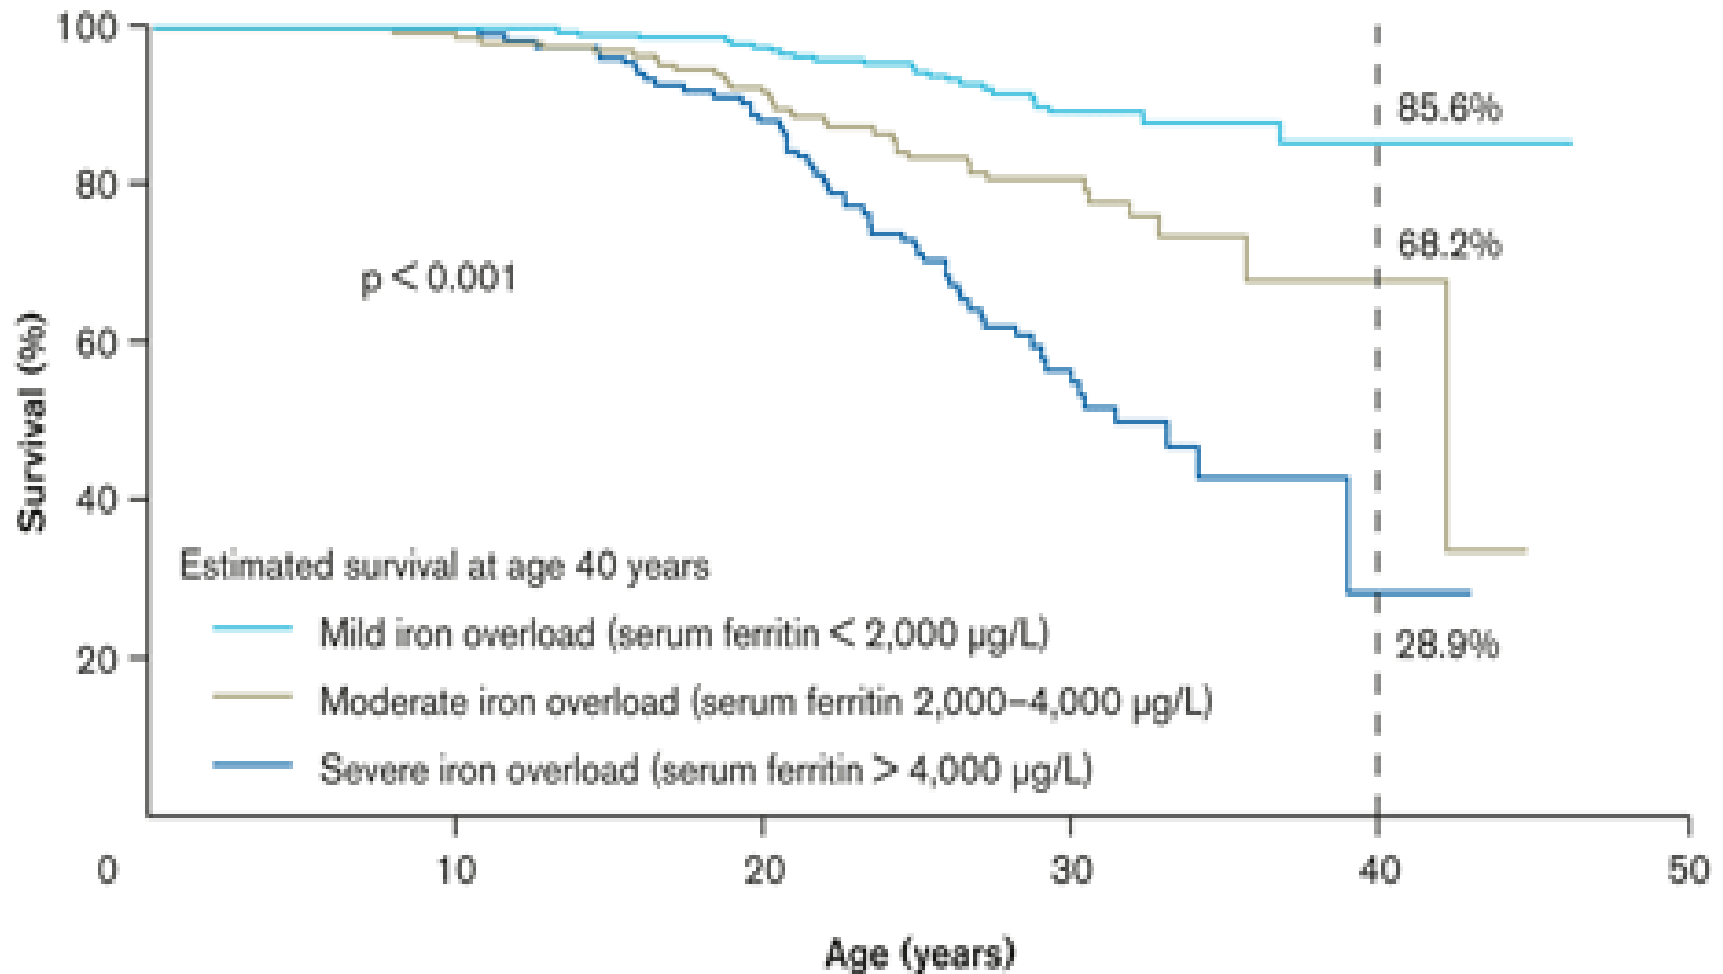 100
85.6%
80
68.2%
p < 0.001
60
Survival (%)
40
Estimated survival at age 40 years
Mild iron overload (serum ferritin < 2,000 µg/L)
28.9%
20
Moderate iron overload (serum ferritin 2,000–4,000 µg/L)
Severe iron overload (serum ferritin > 4,000 µg/L)
0 10 20 30 40 50
Age (years)